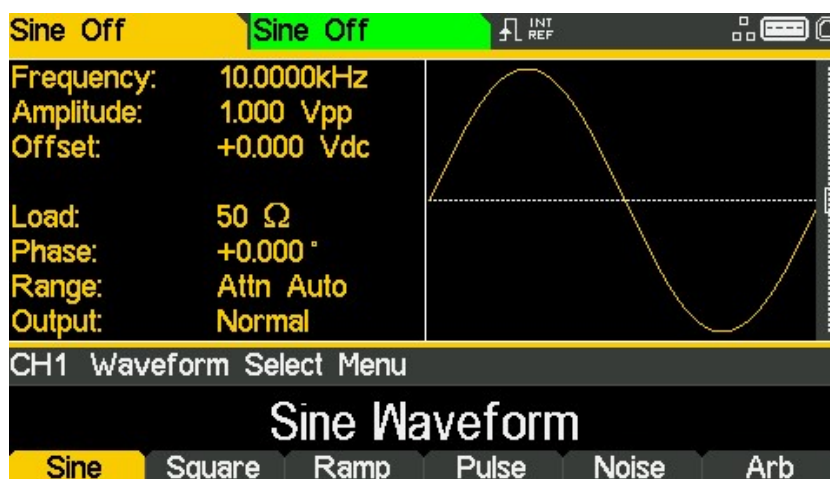 Sine Off Sine Off INT REF
Frequency: 10.0000kHz
Amplitude: 1.000 Vpp
Offset: +0.000 Vdc
Load: 50 Ω
Phase: +0.000°
Range: Attn Auto
Output: Normal
CH1 Waveform Select Menu
Sine Waveform
Sine Square Ramp Pulse Noise Arb